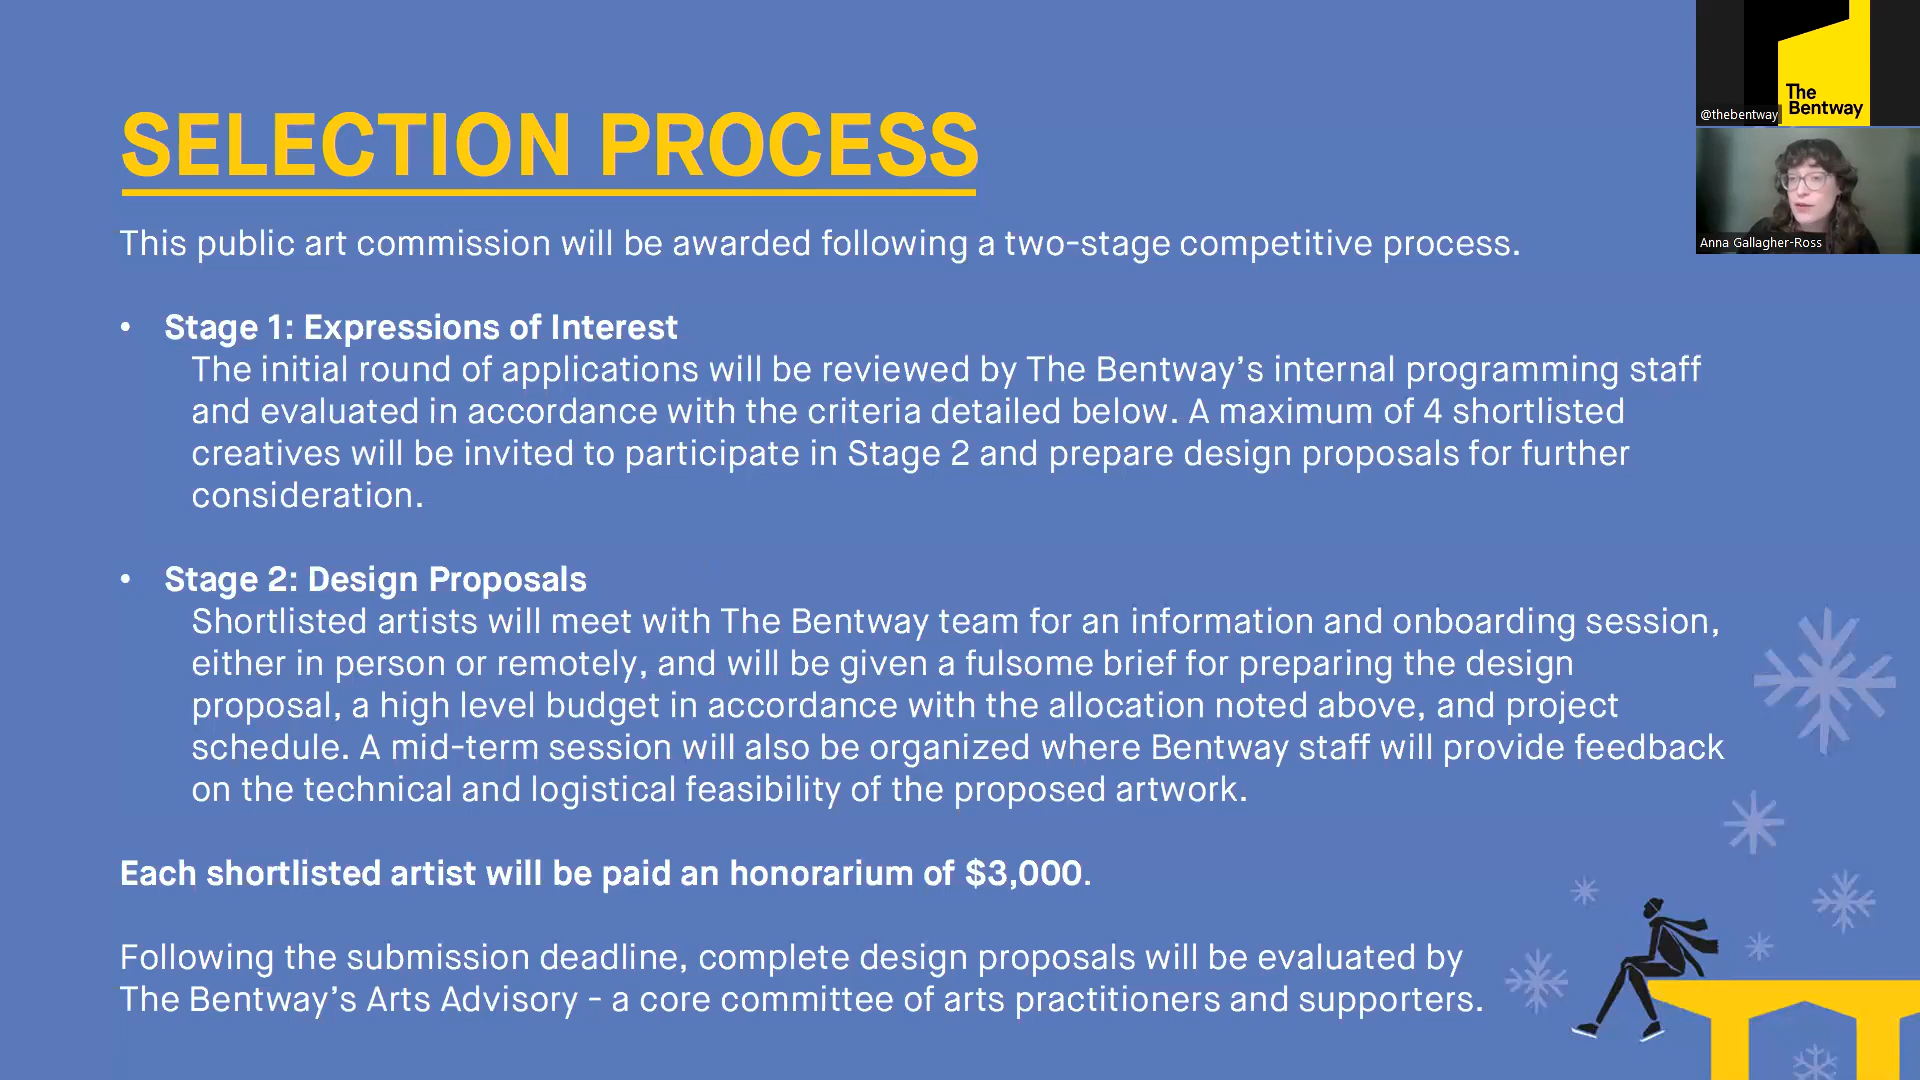 SELECTION PROCESS
This public art commission will be awarded following a two-stage competitive process.
• Stage 1: Expressions of Interest
The initial round of applications will be reviewed by The Bentway’s internal programming staff
and evaluated in accordance with the criteria detailed below. A maximum of 4 shortlisted
creatives will be invited to participate in Stage 2 and prepare design proposals for further
consideration.
• Stage 2: Design Proposals
Shortlisted artists will meet with The Bentway team for an information and onboarding session,
either in person or remotely, and will be given a fulsome brief for preparing the design
proposal, a high level budget in accordance with the allocation noted above, and project
schedule. A mid-term session will also be organized where Bentway staff will provide feedback
on the technical and logistical feasibility of the proposed artwork.
Each shortlisted artist will be paid an honorarium of $3,000.
Following the submission deadline, complete design proposals will be evaluated by
The Bentway’s Arts Advisory - a core committee of arts practitioners and supporters.
The
Bentway
@thebentway
Anna Gallagher-Ross